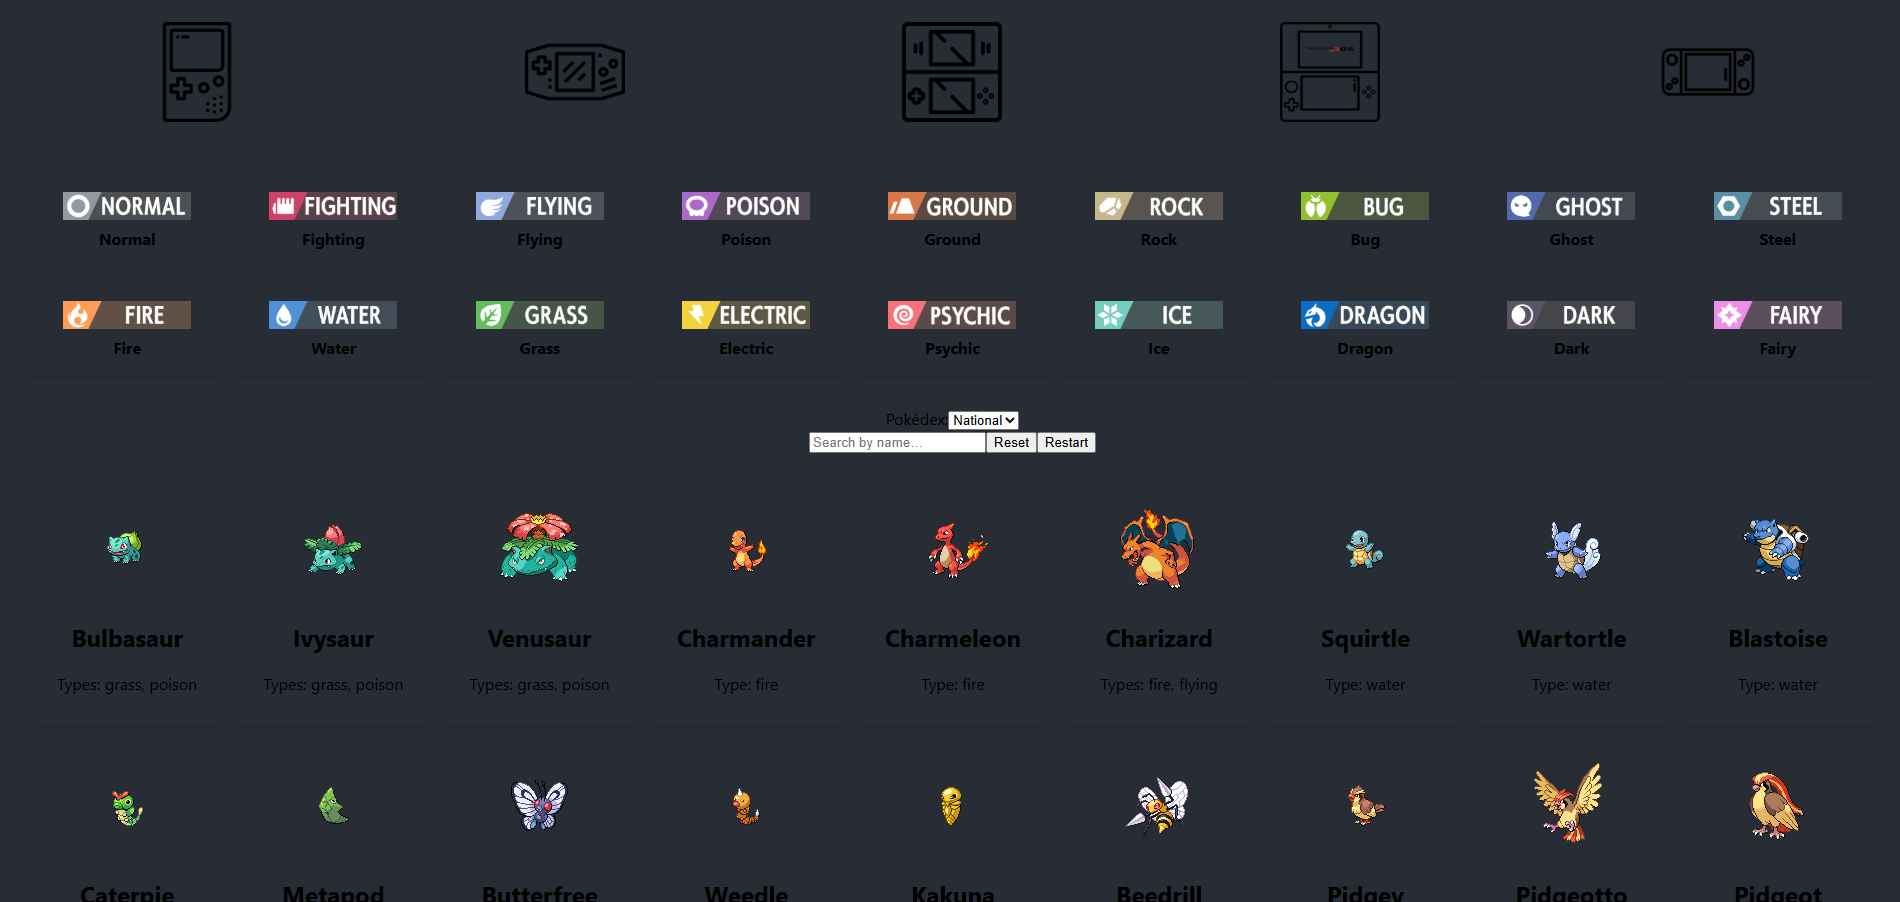 3DS
NORMAL FIGHTING FLYING POISON GROUND ROCK BUG GHOST STEEL
Normal Fighting Flying Poison Ground Rock Bug Ghost Steel
FIRE WATER GRASS ELECTRIC PSYCHIC ICE DRAGON DARK FAIRY
Fire Water Grass Electric Psychic Ice Dragon Dark Fairy
Pokédex: National
Search by name... Reset Restart
Bulbasaur Ivysaur Venusaur Charmander Charmeleon Charizard Squirtle Wartortle Blastoise
Types: grass, poison Types: grass, poison Types: grass, poison Type: fire Type: fire Types: fire, flying Type: water Type: water Type: water
Caterpie Metapod Butterfree Weedle Kakuna Beedrill Pidgey Pidgeotto Pidgeot